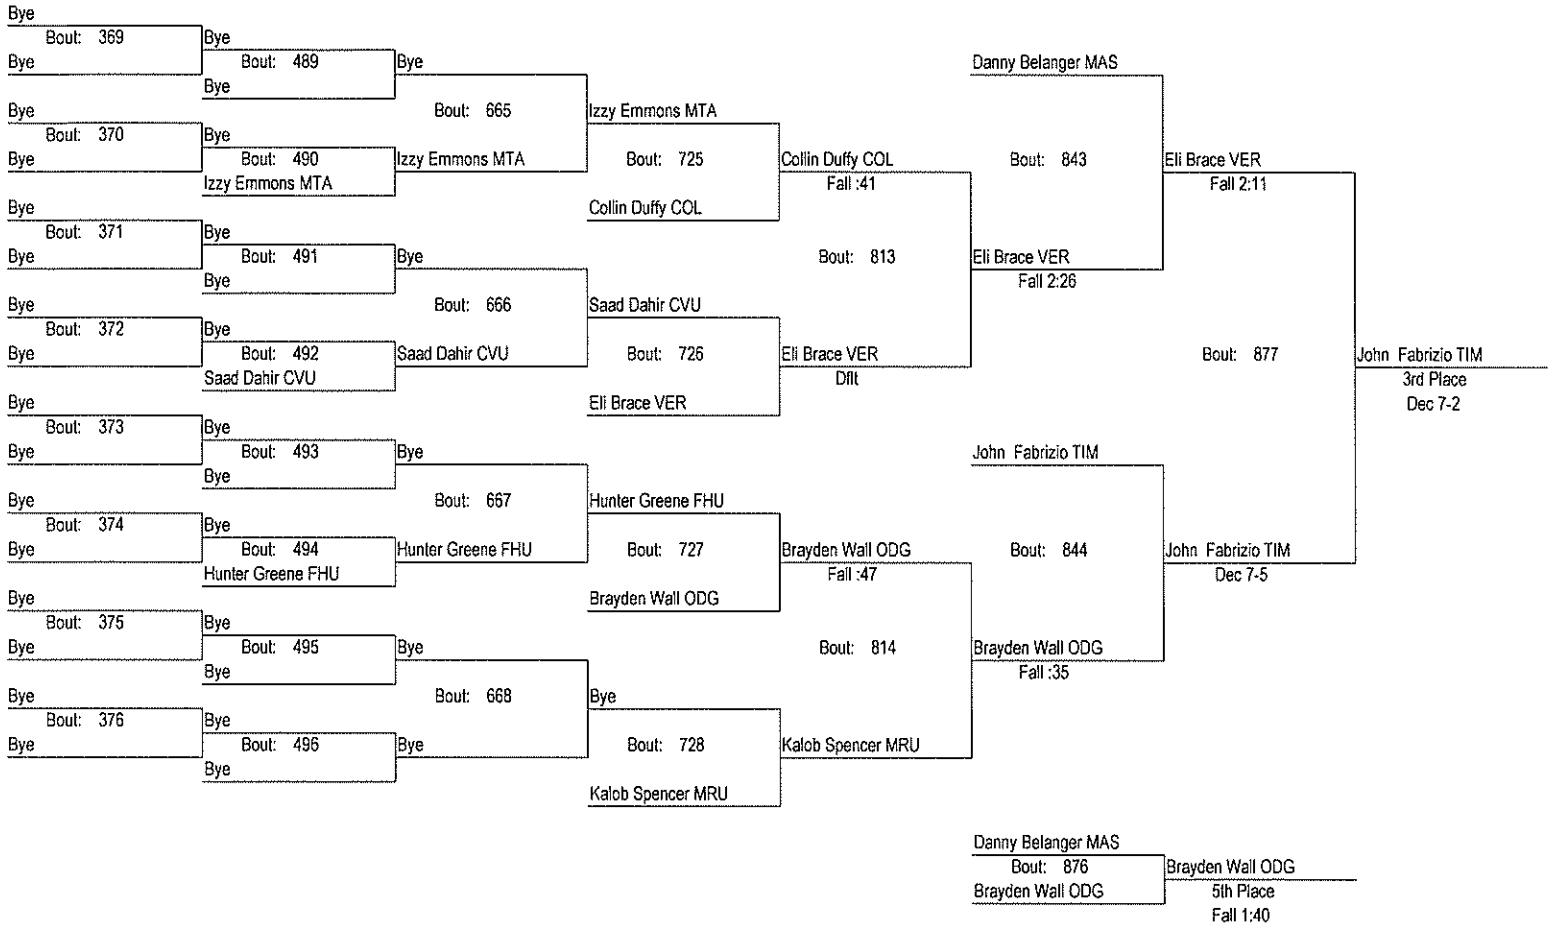 Bye
Bout: 369
Bye
Bye
Bout: 370
Bye
Bye
Bout: 371
Bye
Bye
Bout: 372
Bye
Bye
Bout: 373
Bye
Bye
Bout: 374
Bye
Bye
Bout: 375
Bye
Bye
Bout: 376
Bye
Bye
Bout: 489
Bye
Bye
Bout: 490
Izzy Emmons MTA
Bye
Bout: 491
Bye
Bye
Bout: 492
Saad Dahir CVU
Bye
Bout: 493
Bye
Bye
Bout: 494
Hunter Greene FHU
Bye
Bout: 495
Bye
Bye
Bout: 496
Bye
Bye
Bout: 665
Izzy Emmons MTA
Bye
Bout: 666
Saad Dahir CVU
Bye
Bout: 667
Hunter Greene FHU
Bye
Bout: 668
Bye
Izzy Emmons MTA
Bout: 725
Collin Duffy COL
Saad Dahir CVU
Bout: 726
Eli Brace VER
Hunter Greene FHU
Bout: 727
Brayden Wall ODG
Bye
Bout: 728
Kalob Spencer MRU
Collin Duffy COL
Fall :41
Bout: 813
Eli Brace VER
Dflt
Brayden Wall ODG
Fall :47
Bout: 814
Kalob Spencer MRU
Danny Belanger MAS
Bout: 843
Eli Brace VER
Fall 2:26
John Fabrizio TIM
Bout: 844
Brayden Wall ODG
Fall :35
Eli Brace VER
Fall 2:11
Bout: 877
John Fabrizio TIM
Dec 7-5
John Fabrizio TIM
3rd Place
Dec 7-2
Danny Belanger MAS
Bout: 876
Brayden Wall ODG
Brayden Wall ODG
5th Place
Fall 1:40